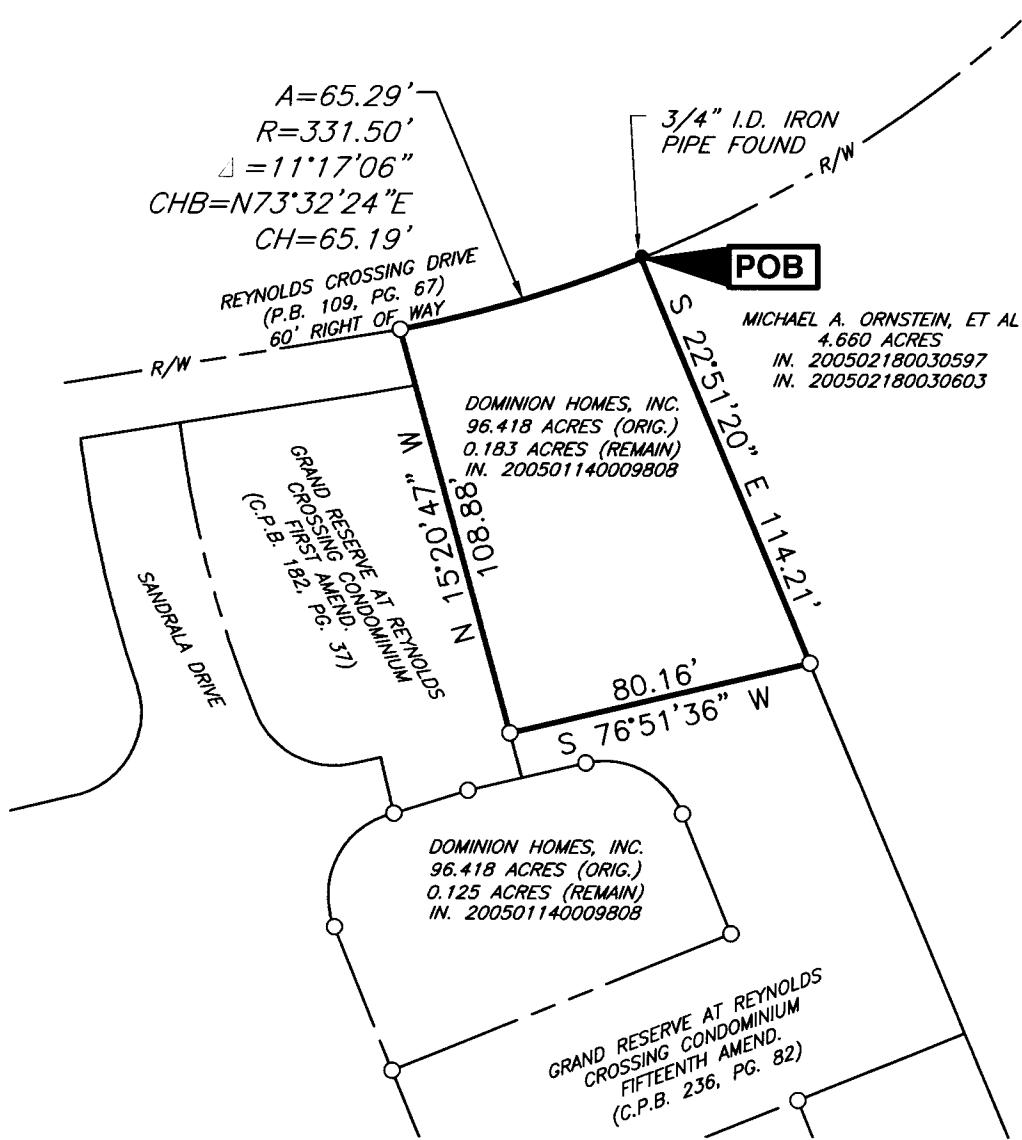 A=65.29'
R=331.50'
Δ=11°17'06"
CHB=N73°32'24"E
CH=65.19'
3/4" I.D. IRON
PIPE FOUND
R/W
POB
REYNOLDS CROSSING DRIVE
(P.B. 109, PG. 67)
60' RIGHT OF WAY
R/W
MICHAEL A. ORNSTEIN, ET AL
4.660 ACRES
IN. 200502180030597
IN. 200502180030603
S 22°51'20" E 114.21'
DOMINION HOMES, INC.
96.418 ACRES (ORIG.)
0.183 ACRES (REMAIN)
IN. 200501140009808
N 15°20'47" W
108.88'
GRAND RESERVE AT REYNOLDS
CROSSING CONDOMINIUM
FIRST AMEND.
(C.P.B. 182, PG. 37)
SANDRALA DRIVE
80.16'
S 76°51'36" W
DOMINION HOMES, INC.
96.418 ACRES (ORIG.)
0.125 ACRES (REMAIN)
IN. 200501140009808
GRAND RESERVE AT REYNOLDS
CROSSING CONDOMINIUM
FIFTEENTH AMEND.
(C.P.B. 236, PG. 82)